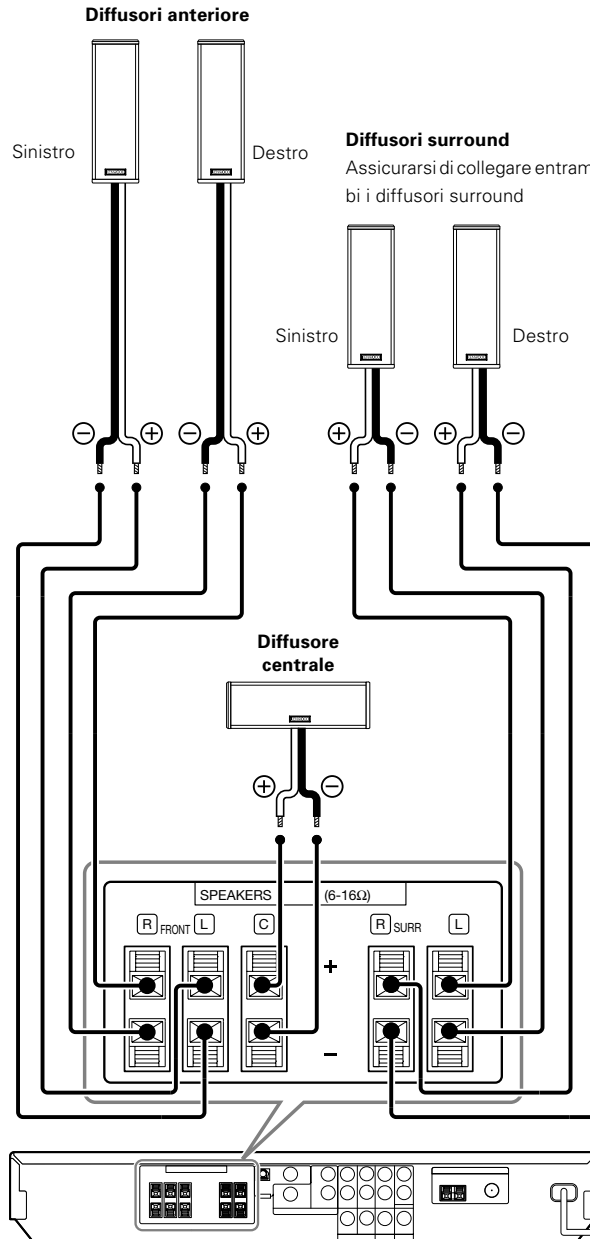 Diffusori anteriore
Sinistro
Destro
Diffusori surround
Assicurarsi di collegare entram
bi i diffusori surround
Sinistro
Destro
− + − + + − + −
Diffusore
centrale
+ −
SPEAKERS (6-16Ω)
R FRONT L C R SURR L
+
−